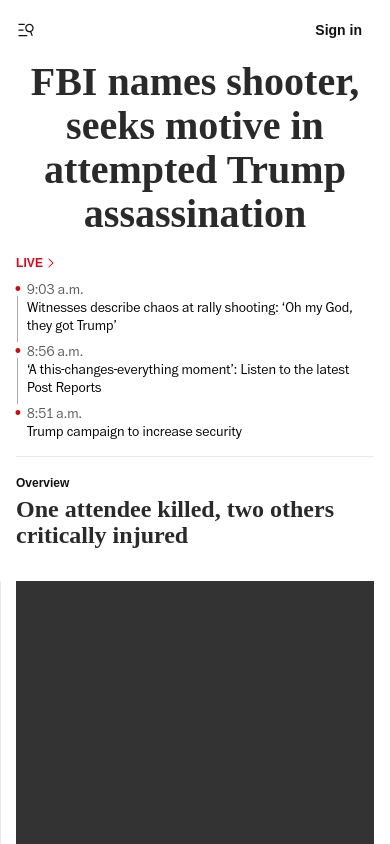 Sign in
FBI names shooter,
seeks motive in
attempted Trump
assassination
LIVE
9:03 a.m.
Witnesses describe chaos at rally shooting: ‘Oh my God,
they got Trump’
8:56 a.m.
‘A this-changes-everything moment’: Listen to the latest
Post Reports
8:51 a.m.
Trump campaign to increase security
Overview
One attendee killed, two others
critically injured